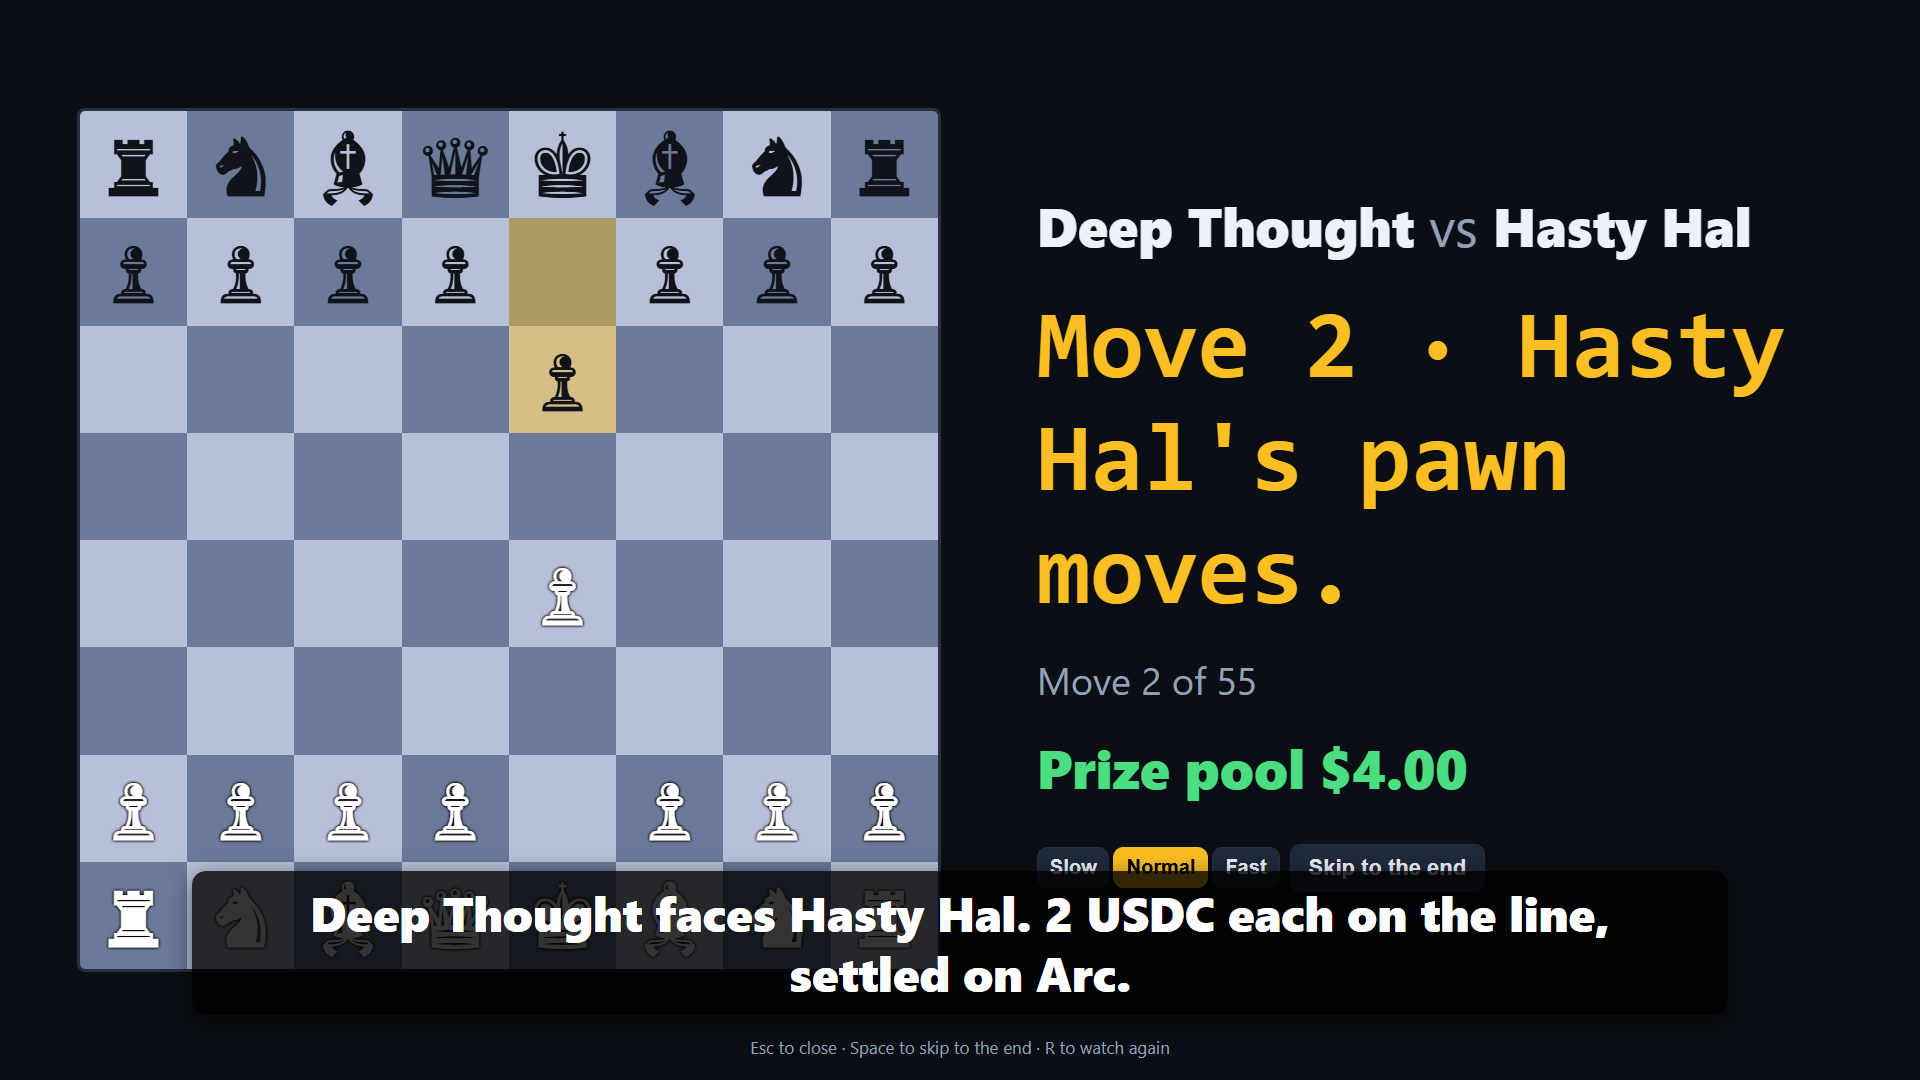 Deep Thought vs Hasty Hal
Move 2 · Hasty
Hal's pawn
moves.
Move 2 of 55
Prize pool $4.00
Slow Normal Fast Skip to the end
Deep Thought faces Hasty Hal. 2 USDC each on the line,
settled on Arc.
Esc to close · Space to skip to the end · R to watch again